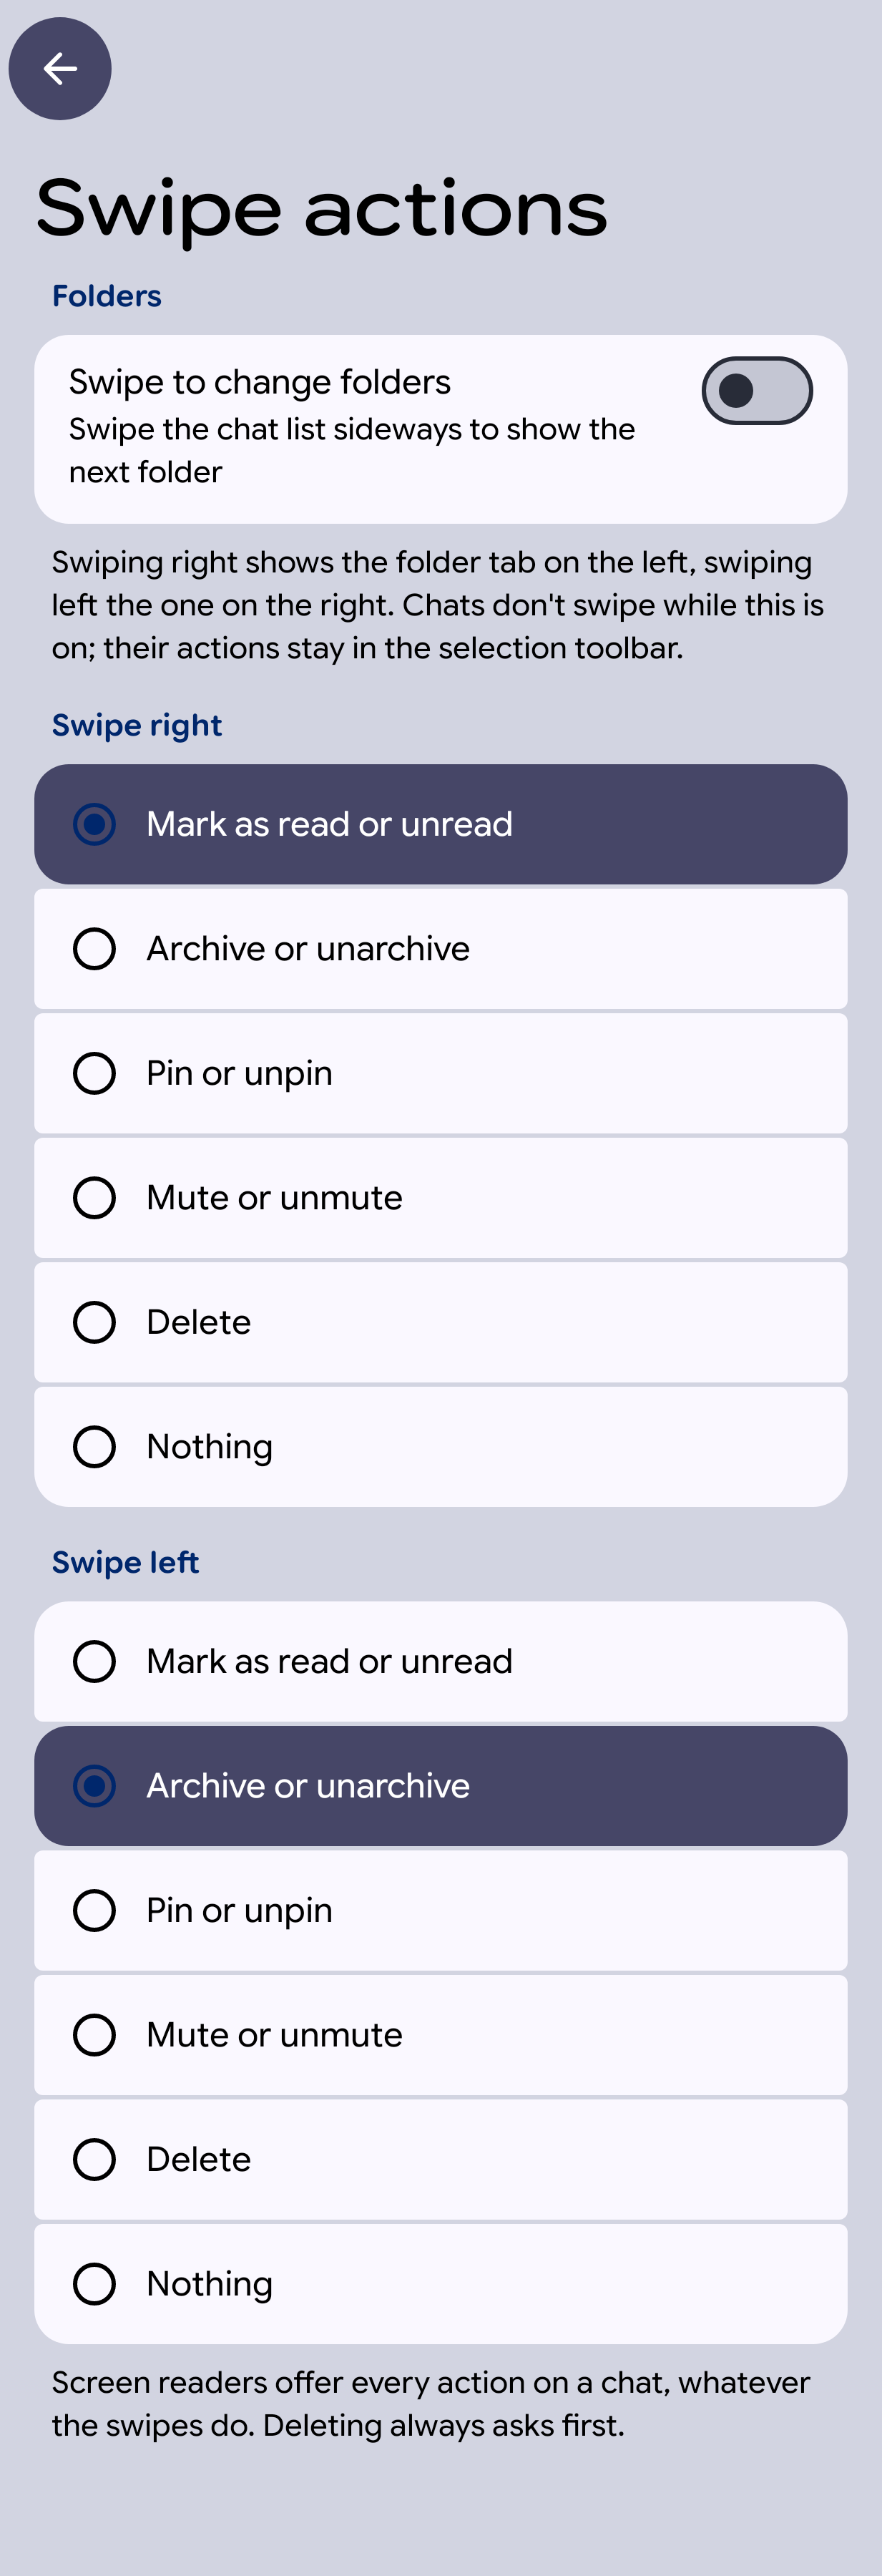 Swipe actions
Folders
Swipe to change folders
Swipe the chat list sideways to show the
next folder
Swiping right shows the folder tab on the left, swiping
left the one on the right. Chats don't swipe while this is
on; their actions stay in the selection toolbar.
Swipe right
Mark as read or unread
Archive or unarchive
Pin or unpin
Mute or unmute
Delete
Nothing
Swipe left
Mark as read or unread
Archive or unarchive
Pin or unpin
Mute or unmute
Delete
Nothing
Screen readers offer every action on a chat, whatever
the swipes do. Deleting always asks first.